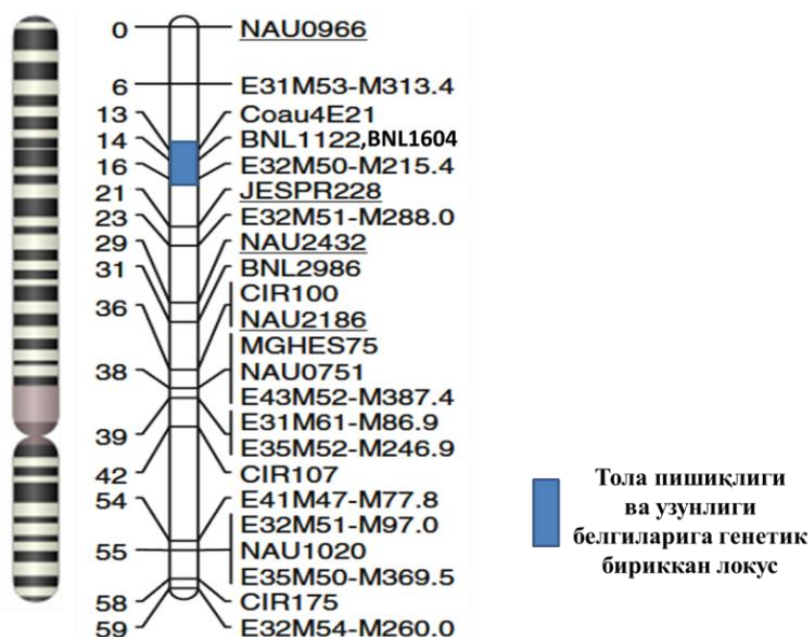 0 NAU0966
6 E31M53-M313.4
13 Coau4E21
14 BNL1122,BNL1604
16 E32M50-M215.4
21 JESPR228
23 E32M51-M288.0
29 NAU2432
31 BNL2986
CIR100
36 NAU2186
MGHES75
38 NAU0751
E43M52-M387.4
39 E31M61-M86.9
E35M52-M246.9
42 CIR107
54 E41M47-M77.8
E32M51-M97.0
55 NAU1020
E35M50-M369.5
58 CIR175
59 E32M54-M260.0
Тола пишиқлиги
ва узунлиги
белгиларига генетик
бириккан локус